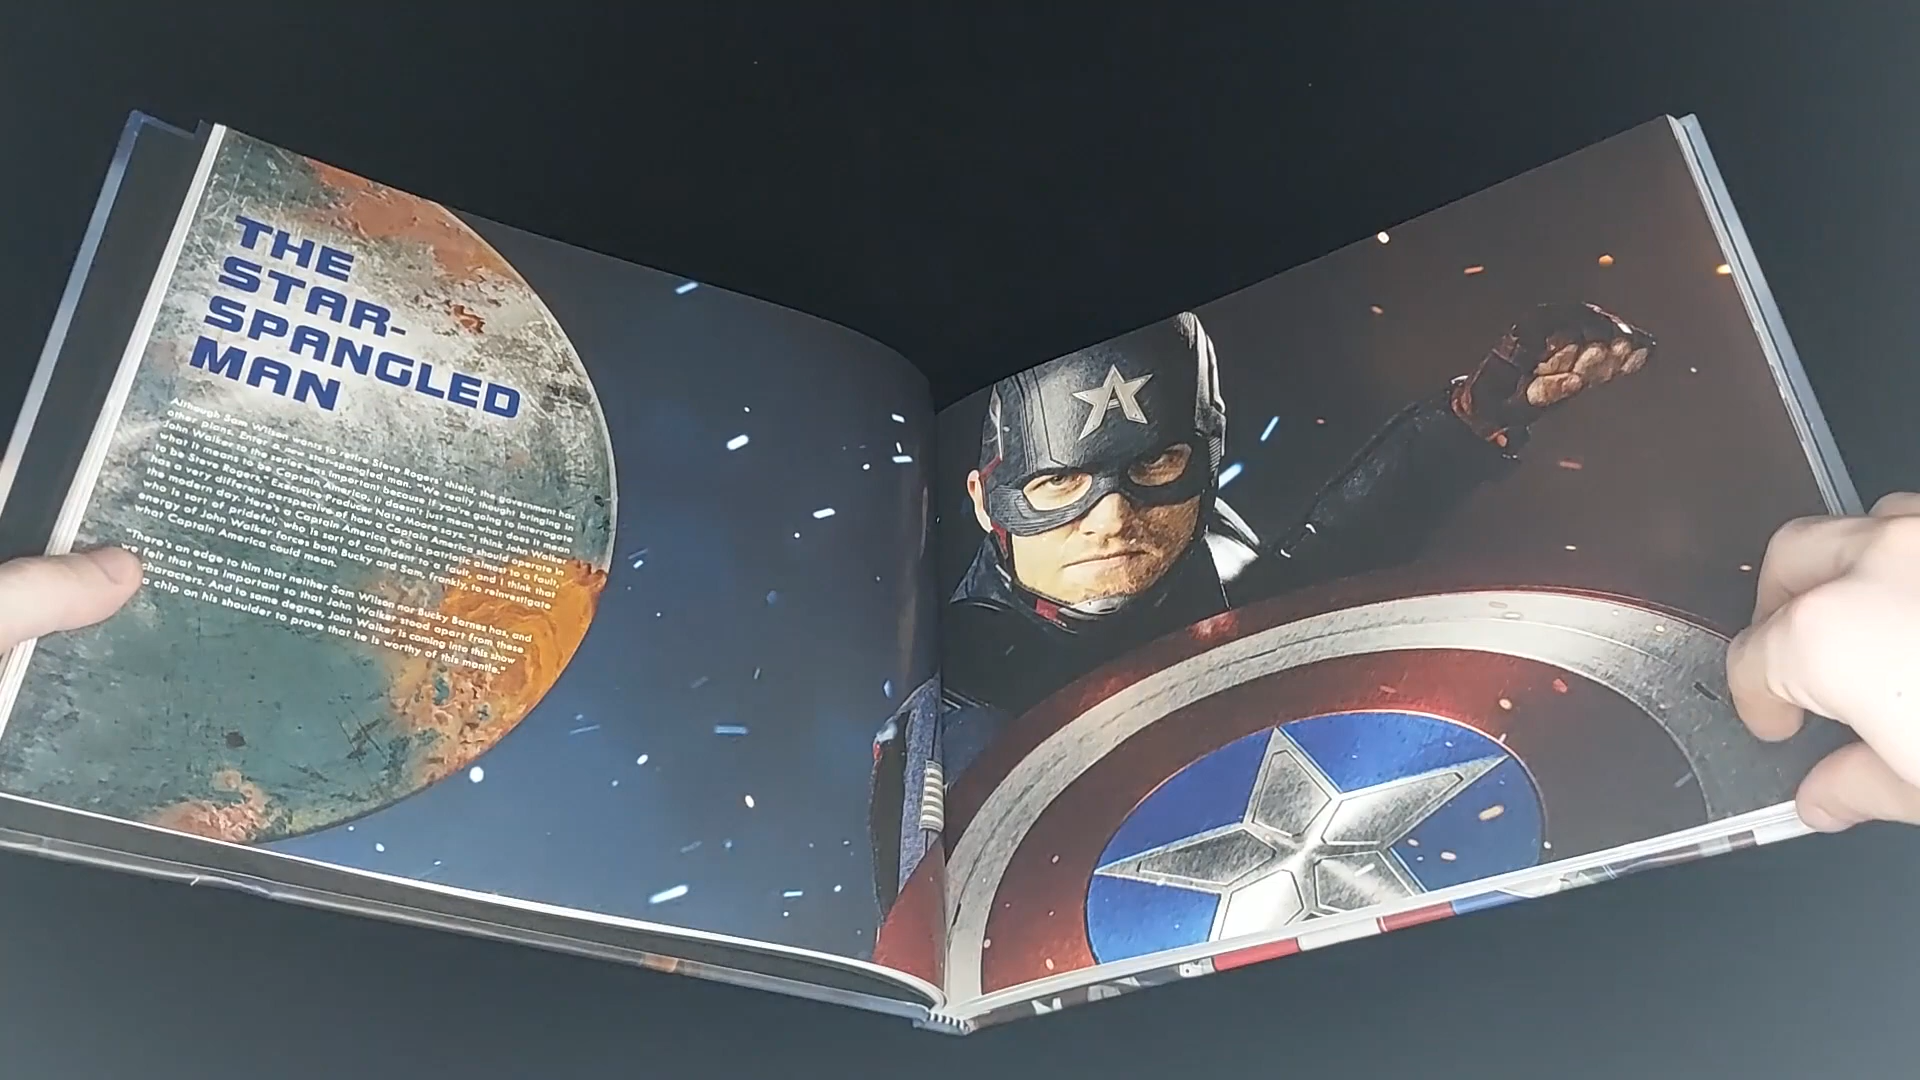 THE
STAR-
SPANGLED
MAN
Although Sam Wilson wants to retire Steve Rogers' shield, the government has
other plans. Enter a new star-spangled man. "We really thought bringing in
John Walker to the series was important because if you're going to interrogate
what it means to be Captain America, it doesn't just mean what does it mean
to be Steve Rogers," Executive Producer Nate Moore says. "I think John Walker
has a very different perspective of how a Captain America should operate in
the modern day. Here's a Captain America who is patriotic almost to a fault,
who is sort of prideful, who is sort of confident to a fault, and I think that
energy of John Walker forces both Bucky and Sam, frankly, to reinvestigate
what Captain America could mean.
"There's an edge to him that neither Sam Wilson nor Bucky Barnes has, and
we felt that was important so that John Walker stood apart from these
characters. And to some degree, John Walker is coming into this show
a chip on his shoulder to prove that he is worthy of this mantle."
A